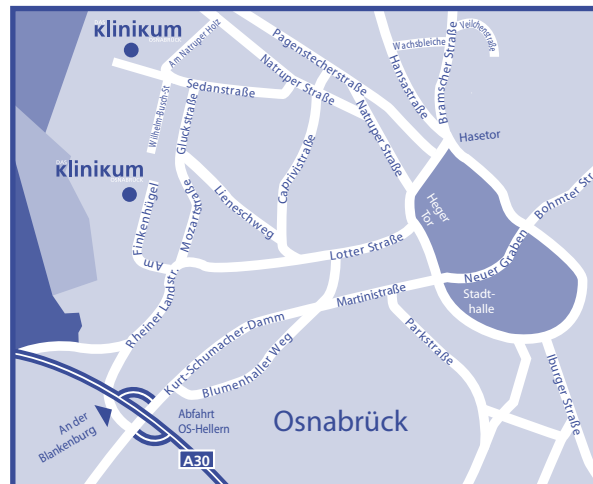 Klinikum
Am Natruper Holz
Pagenstecherstraße
Wachsbleiche
Veilchenstraße
Hansastraße
Bramscher Straße
Sedanstraße
Natruper Straße
Wilhelm-Busch-St.
Gluckstraße
Hasetor
DAS
Klinikum
Caprivistraße
Natruper Straße
Lieneschweg
Am Finkenhügel
Mozartstraße
Heger
Tor
Bohmter Str
Lotter Straße
Neuer Graben
Rheiner Landstr.
Martinistraße
Stadt-
halle
Kurt-Schumacher-Damm
Blumenhaller Weg
Parkstraße
Iburger Straße
An der
Blankenburg
Abfahrt
OS-Hellern
Osnabrück
A30